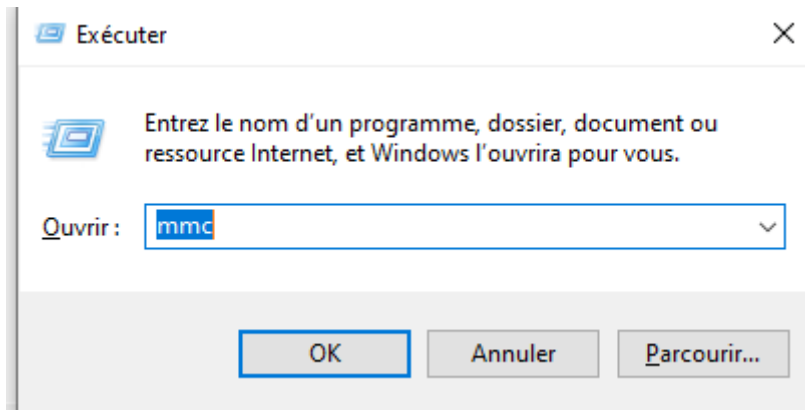 Exécuter
Entrez le nom d'un programme, dossier, document ou
ressource Internet, et Windows l'ouvrira pour vous.
Ouvrir : mmc
OK Annuler Parcourir...